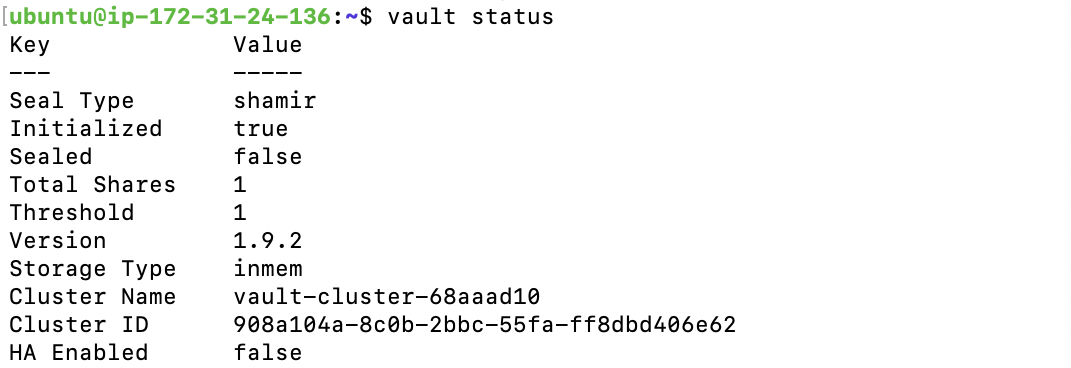 [ubuntu@ip-172-31-24-136:~$ vault status
Key             Value
---             -----
Seal Type       shamir
Initialized     true
Sealed          false
Total Shares    1
Threshold       1
Version         1.9.2
Storage Type    inmem
Cluster Name    vault-cluster-68aaad10
Cluster ID      908a104a-8c0b-2bbc-55fa-ff8dbd406e62
HA Enabled      false